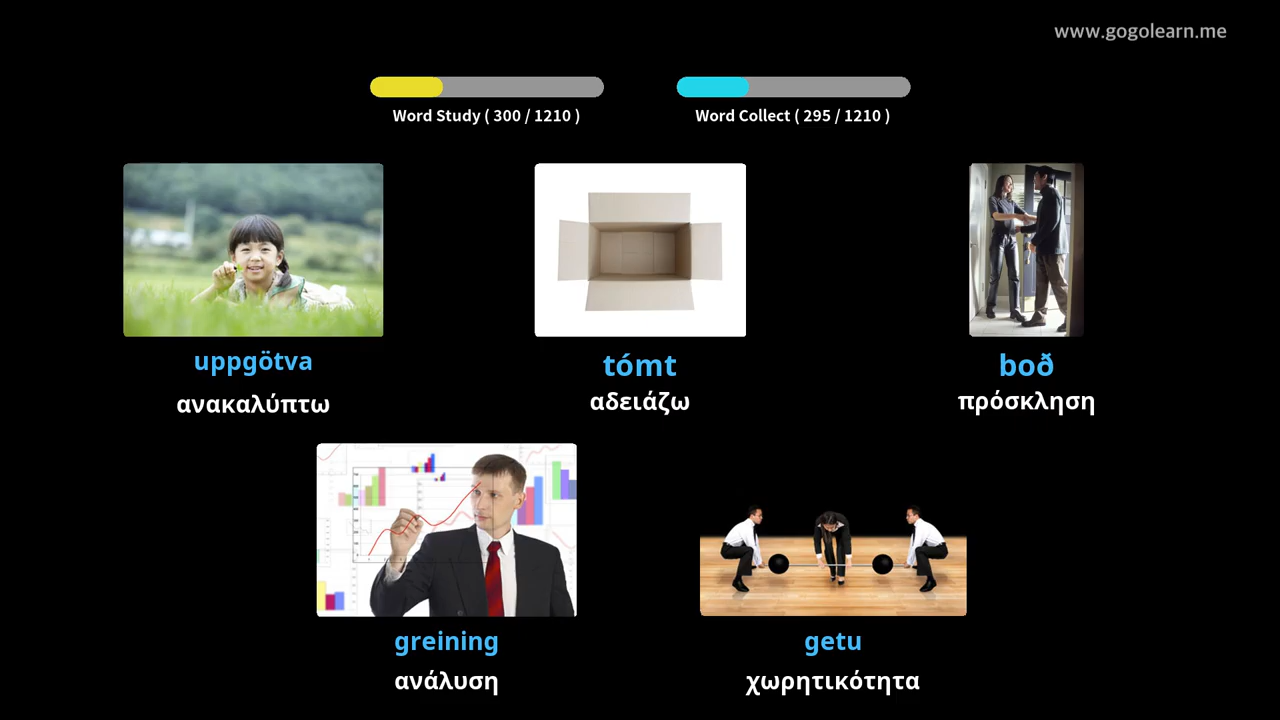 www.gogolearn.me
Word Study ( 300 / 1210 )
Word Collect ( 295 / 1210 )
uppgötva
ανακαλύπτω
tómt
αδειάζω
boð
πρόσκληση
greining
ανάλυση
getu
χωρητικότητα